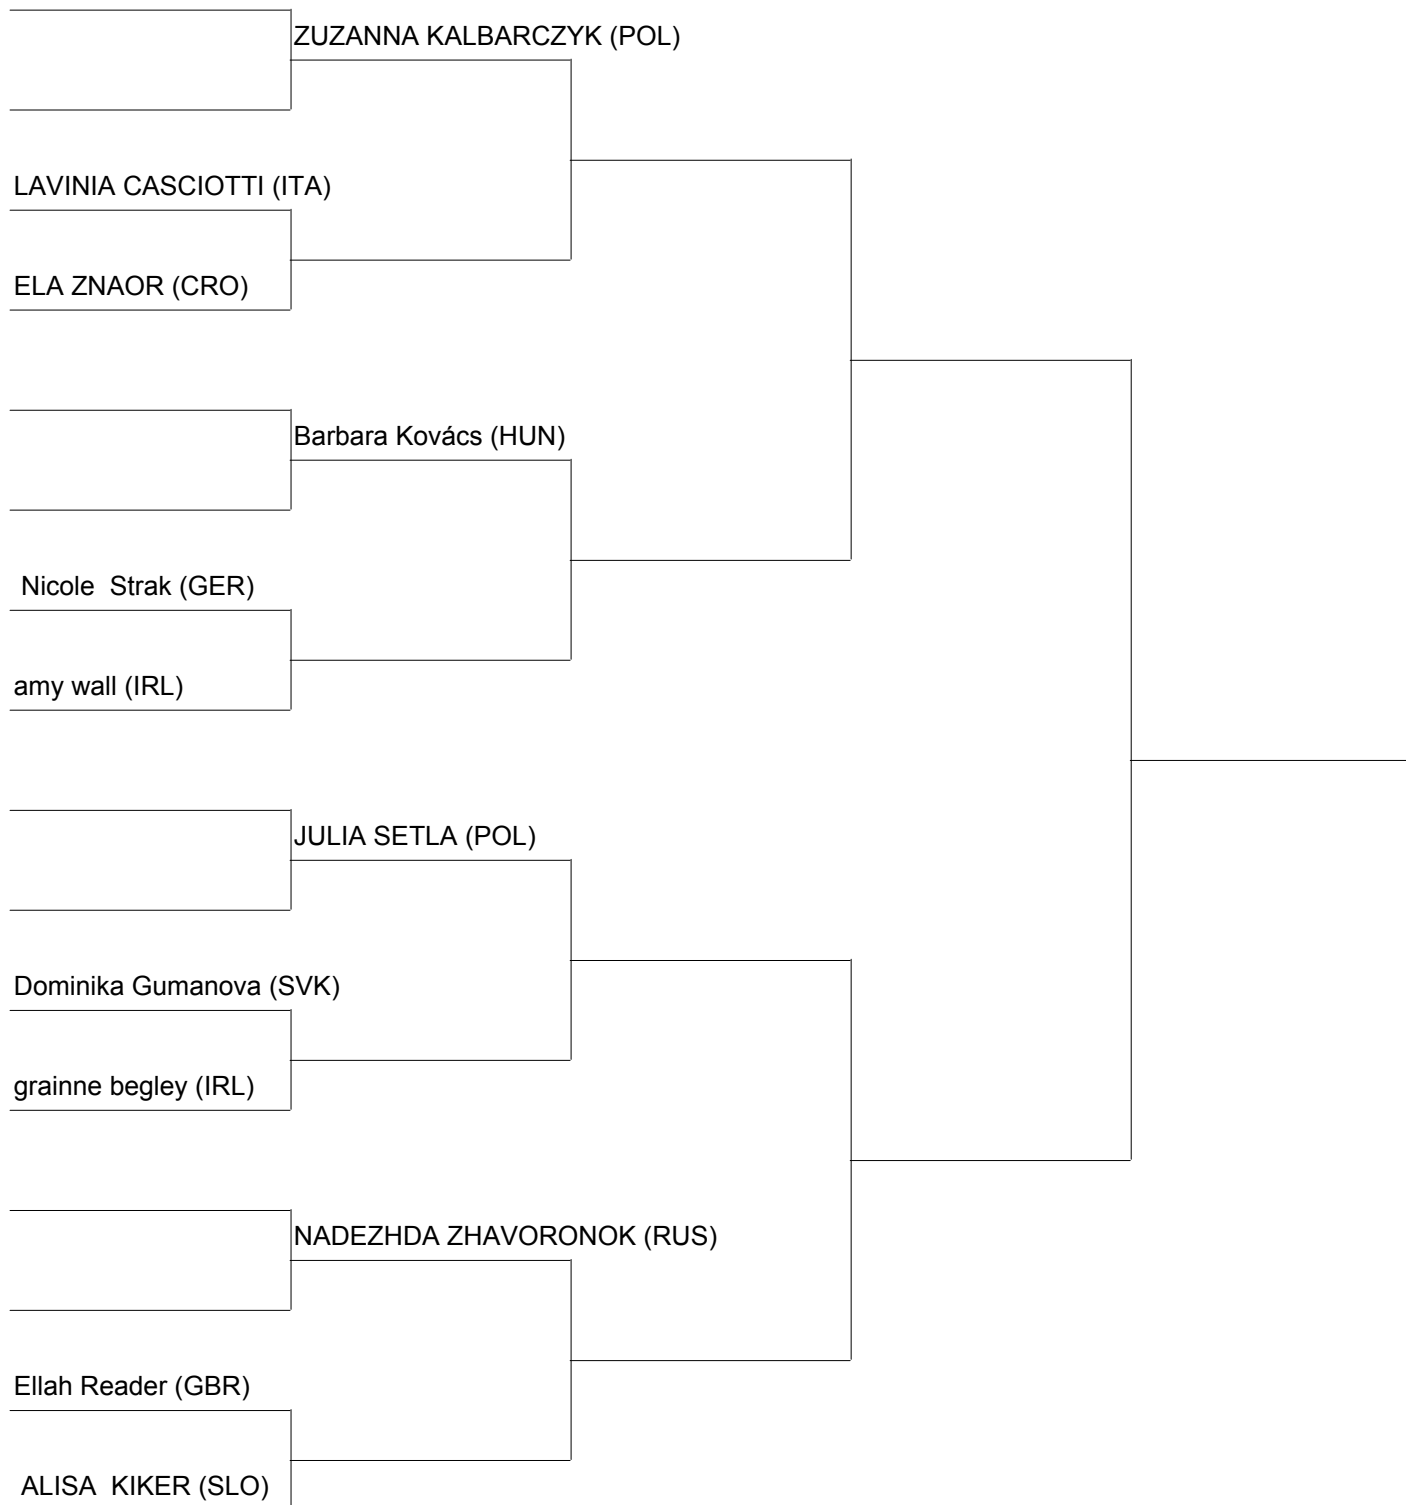 ZUZANNA KALBARCZYK (POL)
LAVINIA CASCIOTTI (ITA)
ELA ZNAOR (CRO)
Barbara Kovács (HUN)
Nicole  Strak (GER)
amy wall (IRL)
JULIA SETLA (POL)
Dominika Gumanova (SVK)
grainne begley (IRL)
NADEZHDA ZHAVORONOK (RUS)
Ellah Reader (GBR)
ALISA  KIKER (SLO)